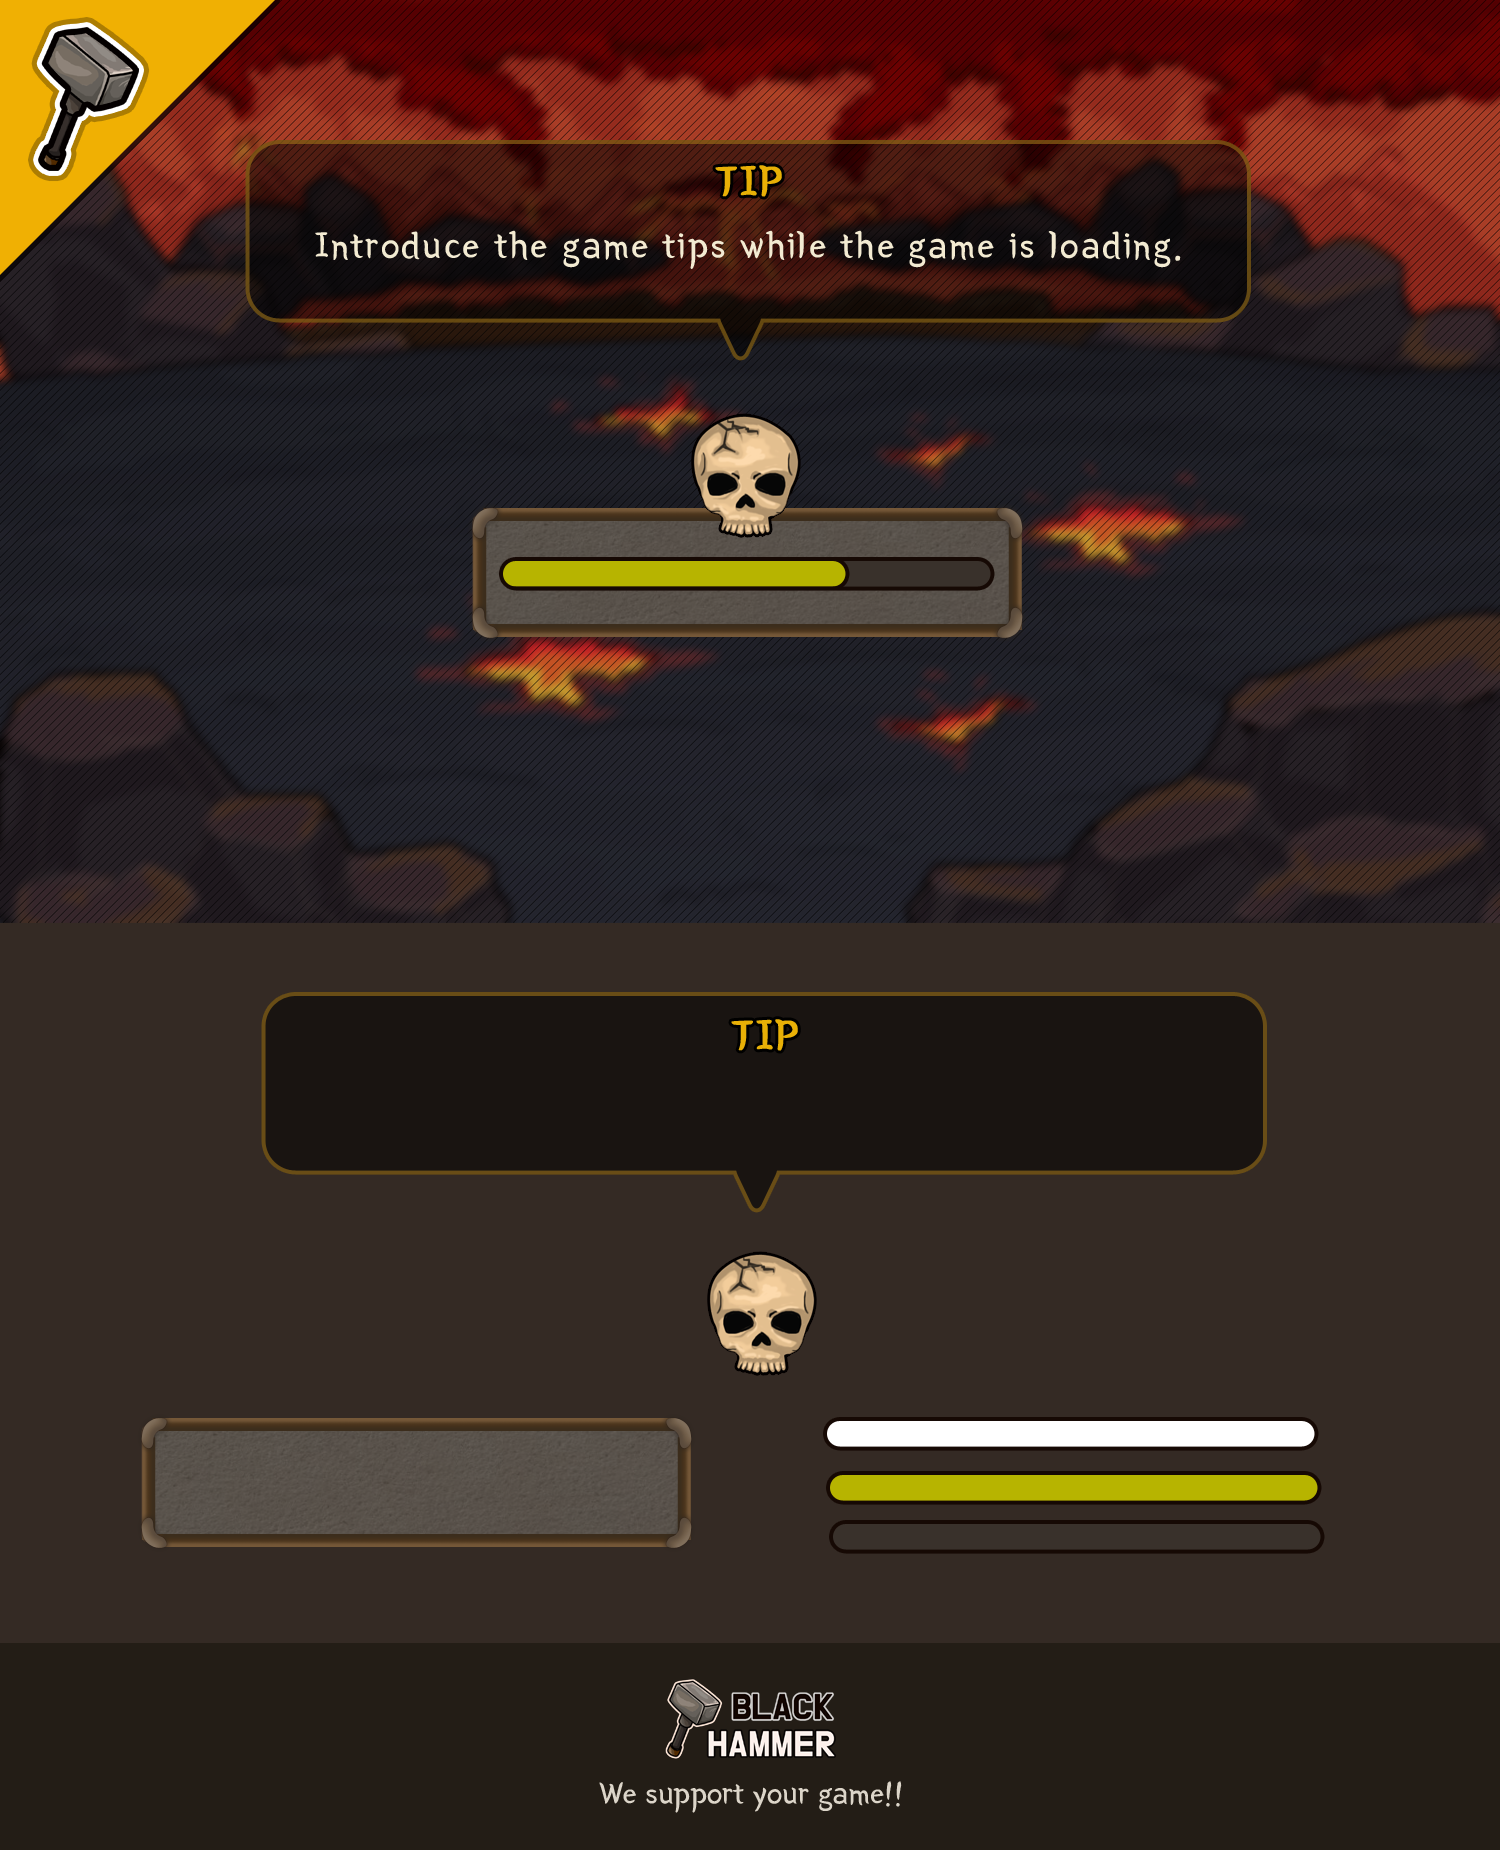 TIP
Introduce the game tips while the game is loading.
TIP
BLACK
HAMMER
We support your game!!